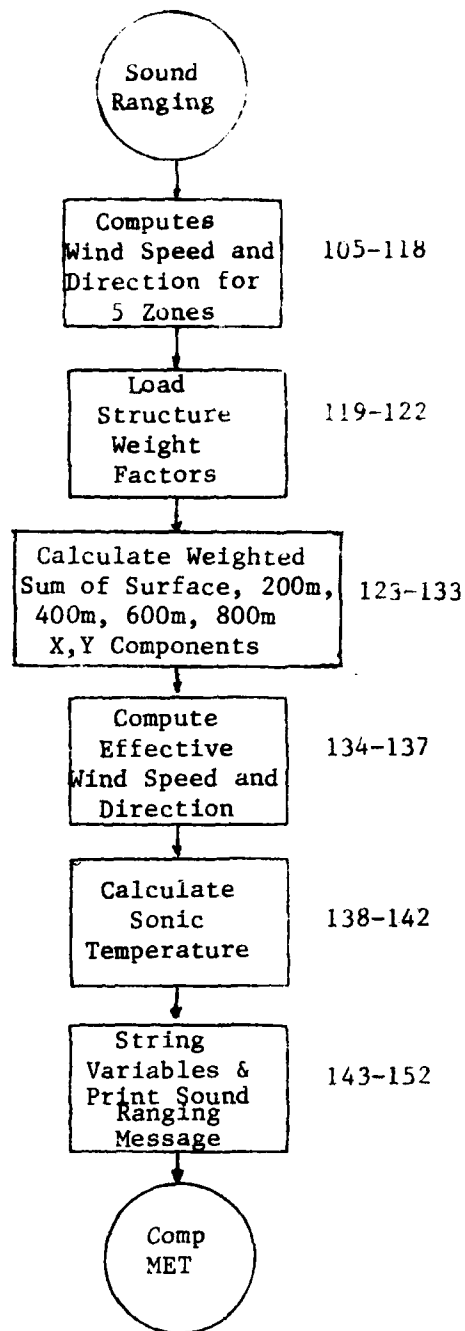 Sound
Ranging
Computes
Wind Speed and
Direction for
5 Zones
105-118
Load
Structure
Weight
Factors
119-122
Calculate Weighted
Sum of Surface, 200m,
400m, 600m, 800m
X,Y Components
123-133
Compute
Effective
Wind Speed and
Direction
134-137
Calculate
Sonic
Temperature
138-142
String
Variables &
Print Sound
Ranging
Message
143-152
Comp
MET